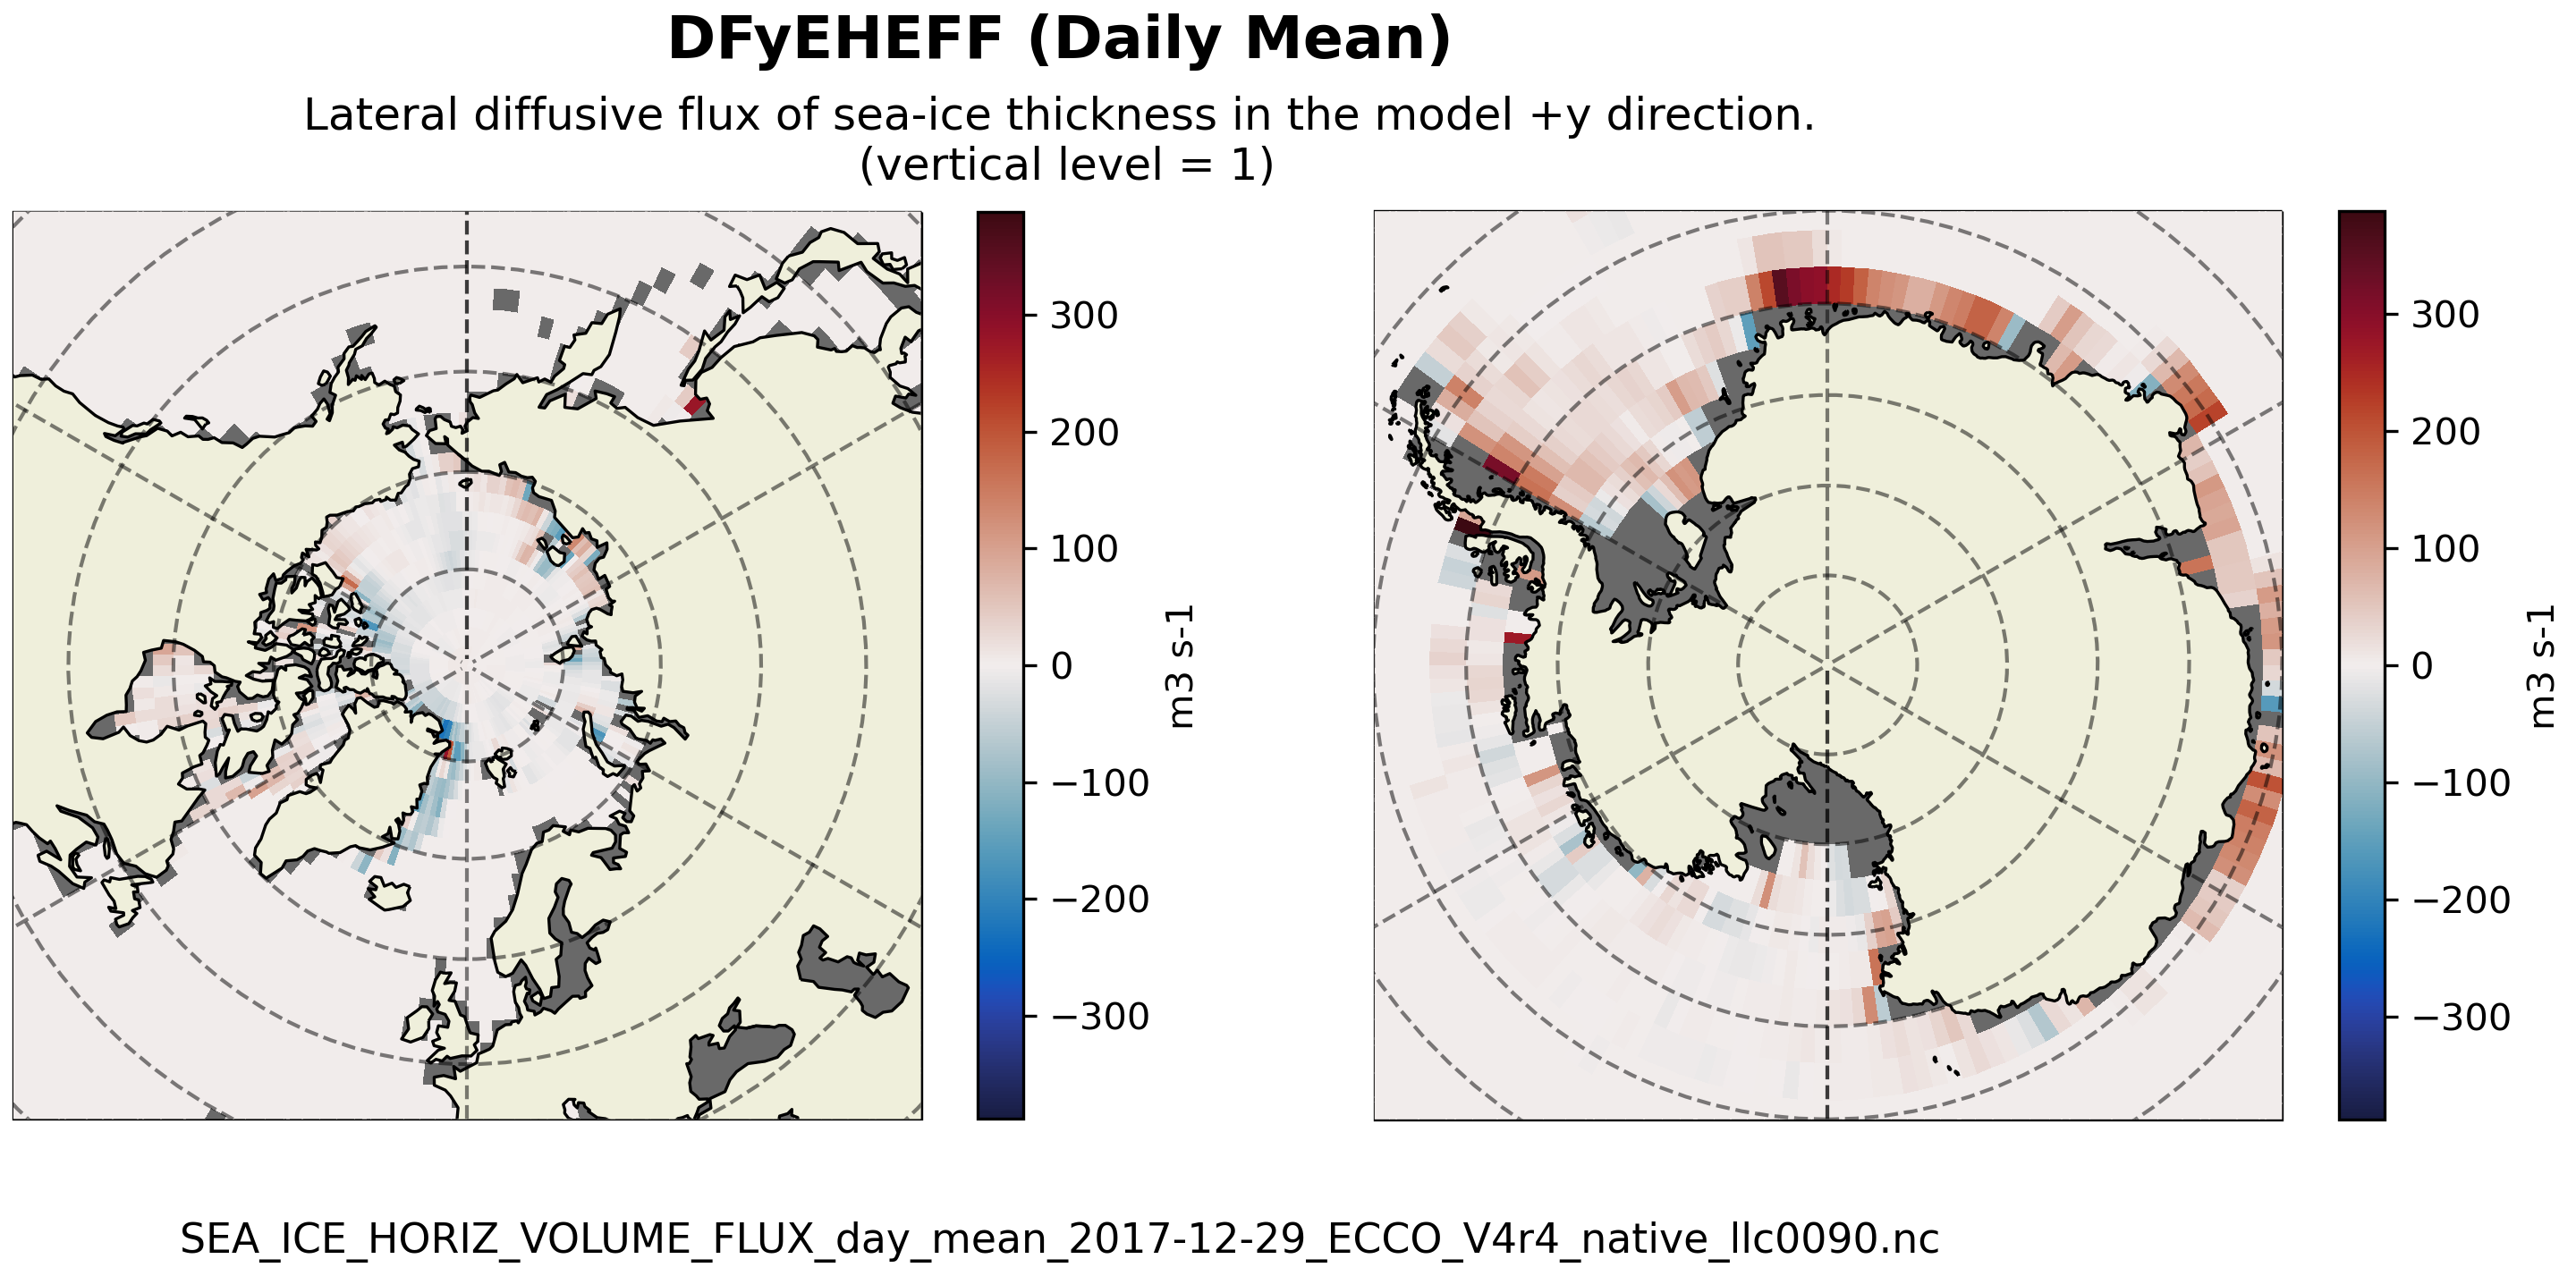 DFyEHEFF (Daily Mean)
Lateral diffusive flux of sea-ice thickness in the model +y direction.
(vertical level = 1)
300
200
100
0
−100
−200
−300
m3 s-1
300
200
100
0
−100
−200
−300
m3 s-1
SEA_ICE_HORIZ_VOLUME_FLUX_day_mean_2017-12-29_ECCO_V4r4_native_llc0090.nc